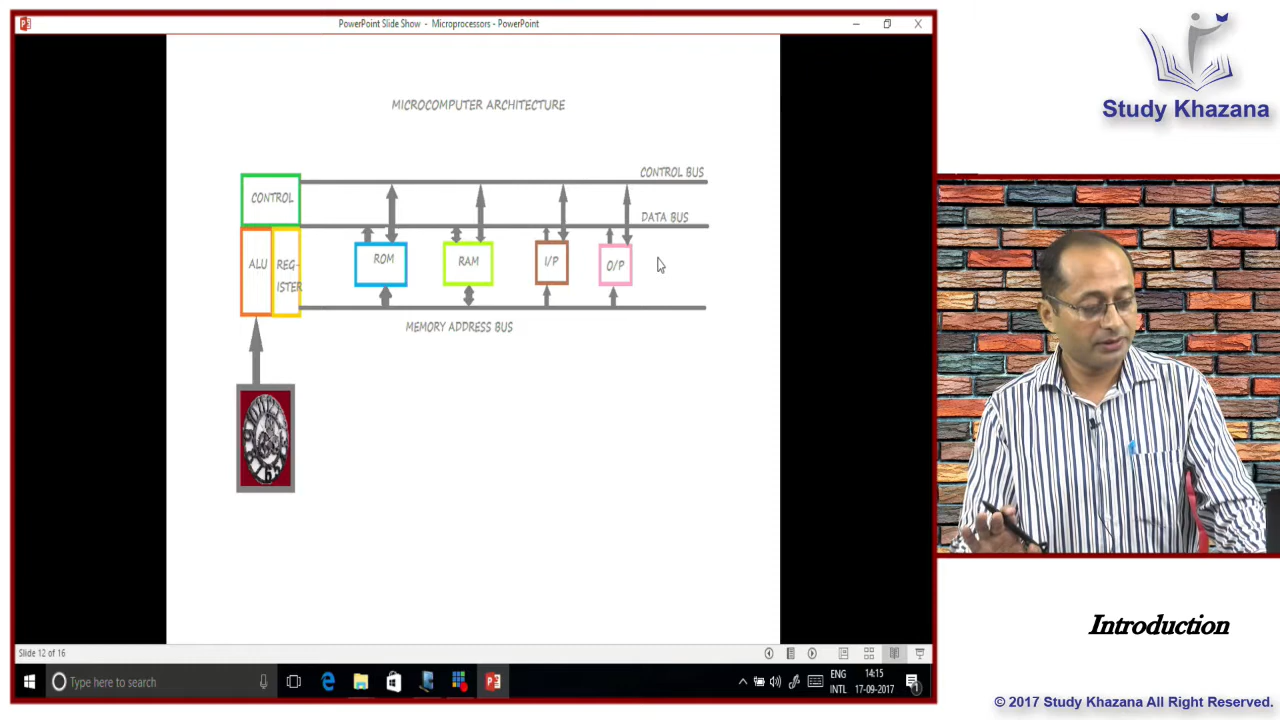 PowerPoint Slide Show - Microprocessors - PowerPoint
Study Khazana
MICROCOMPUTER ARCHITECTURE
CONTROL BUS
CONTROL
DATA BUS
ALU
REG-
ISTER
ROM
RAM
I/P
O/P
MEMORY ADDRESS BUS
Introduction
Slide 12 of 16
Type here to search
ENG
INTL
14:15
17-09-2017
1
© 2017 Study Khazana All Right Reserved.